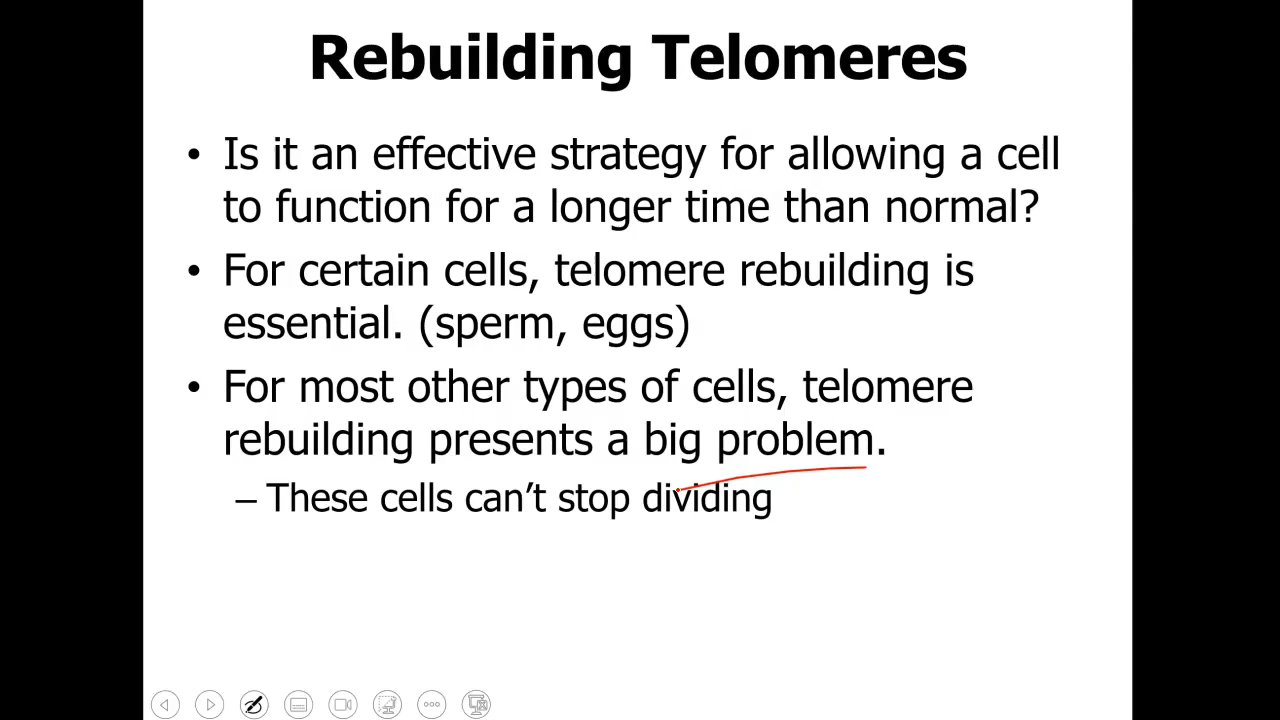 Rebuilding Telomeres
• Is it an effective strategy for allowing a cell
to function for a longer time than normal?
• For certain cells, telomere rebuilding is
essential. (sperm, eggs)
• For most other types of cells, telomere
rebuilding presents a big problem.
– These cells can’t stop dividing